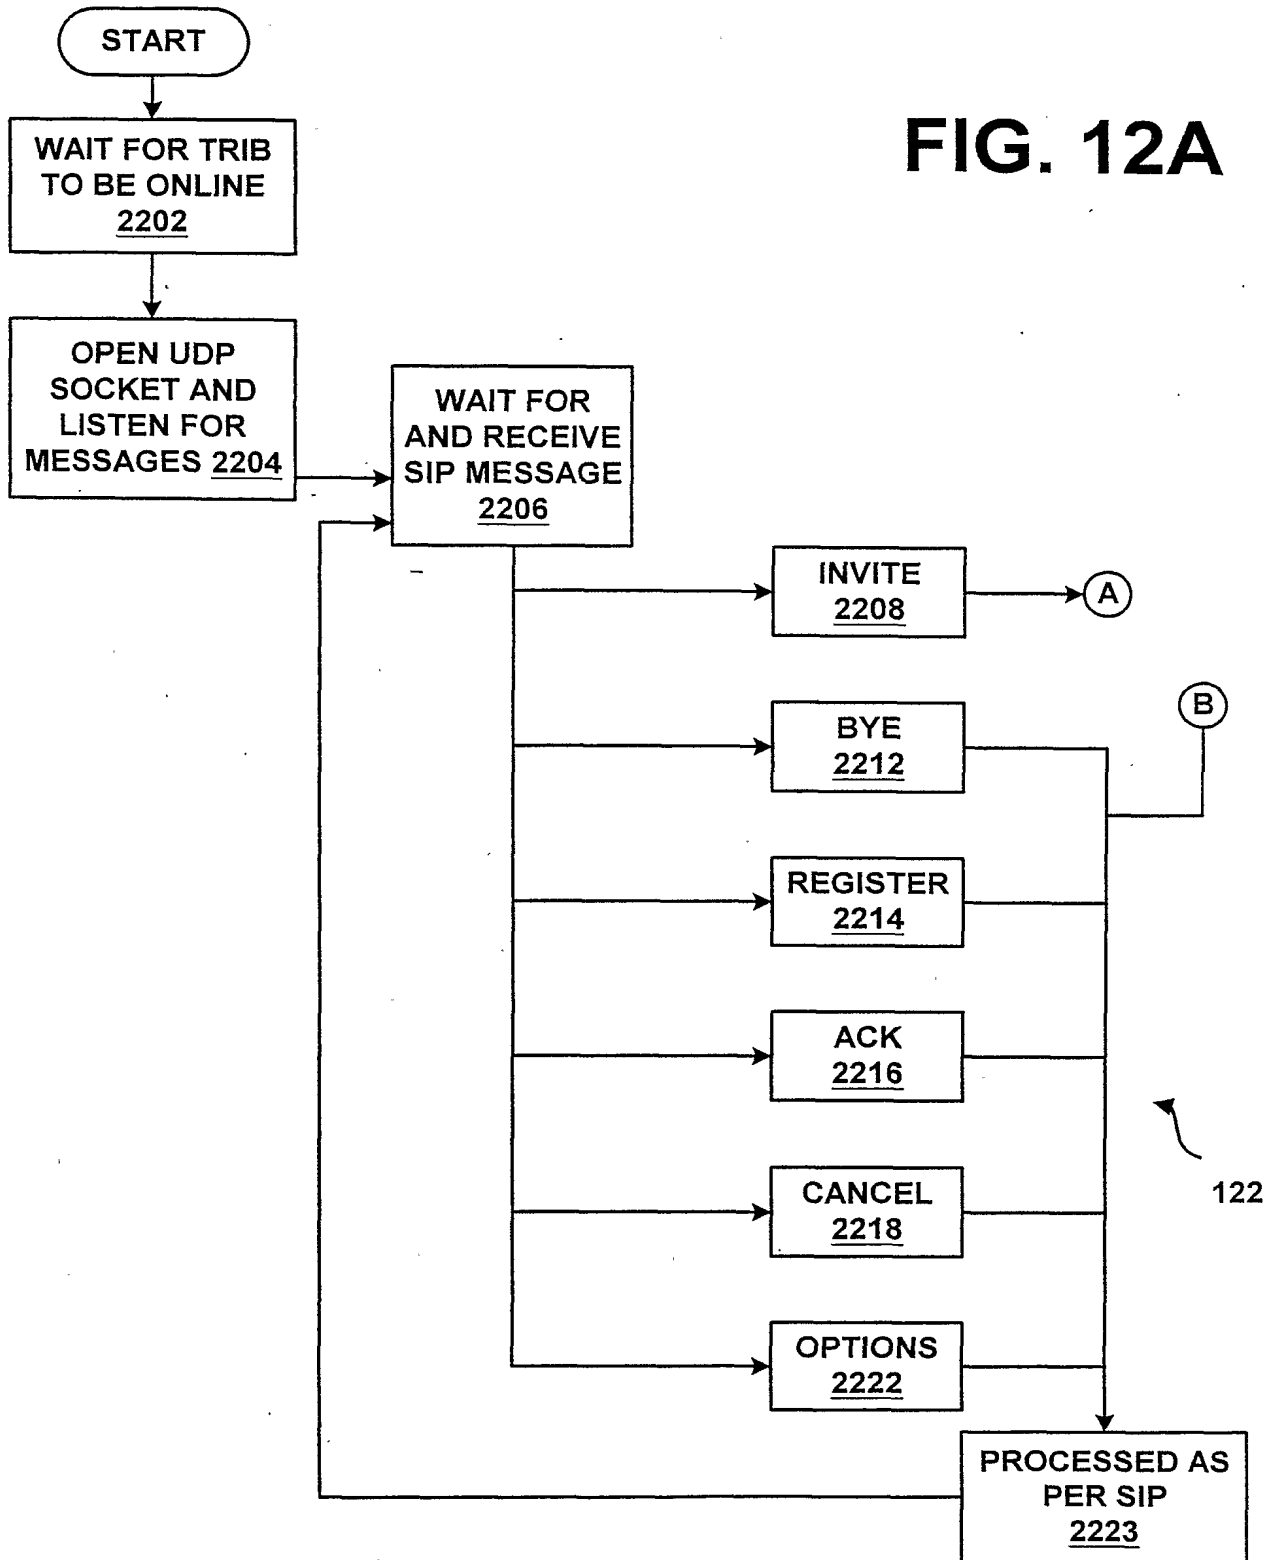 START
FIG. 12A
WAIT FOR TRIB
TO BE ONLINE
2202
OPEN UDP
SOCKET AND
LISTEN FOR
MESSAGES 2204
WAIT FOR
AND RECEIVE
SIP MESSAGE
2206
INVITE
2208
A
B
BYE
2212
REGISTER
2214
ACK
2216
122
CANCEL
2218
OPTIONS
2222
PROCESSED AS
PER SIP
2223